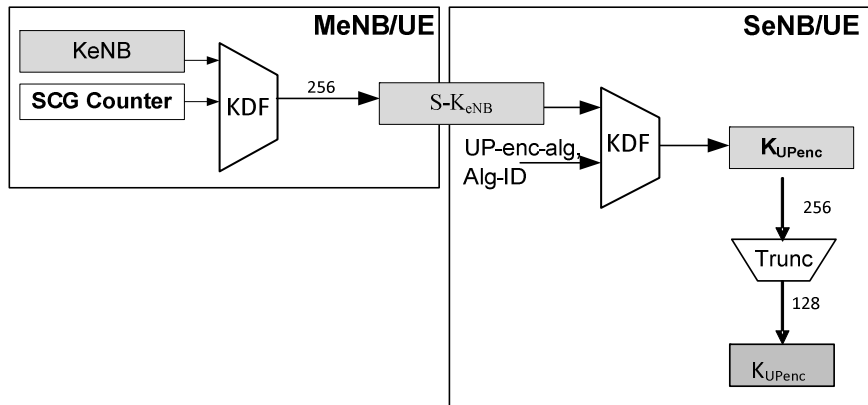 MeNB/UE
SeNB/UE
KeNB
SCG Counter
KDF
256
S-KeNB
UP-enc-alg,
Alg-ID
KDF
KUPenc
256
Trunc
128
KUPenc